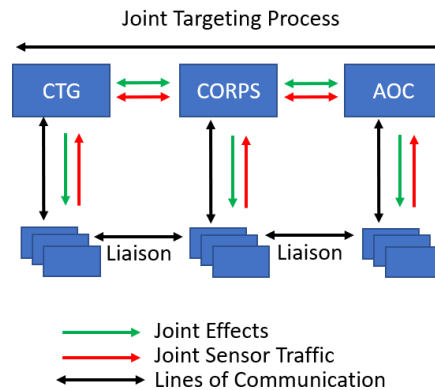 Joint Targeting Process
CTG
CORPS
AOC
Liaison
Liaison
Joint Effects
Joint Sensor Traffic
Lines of Communication